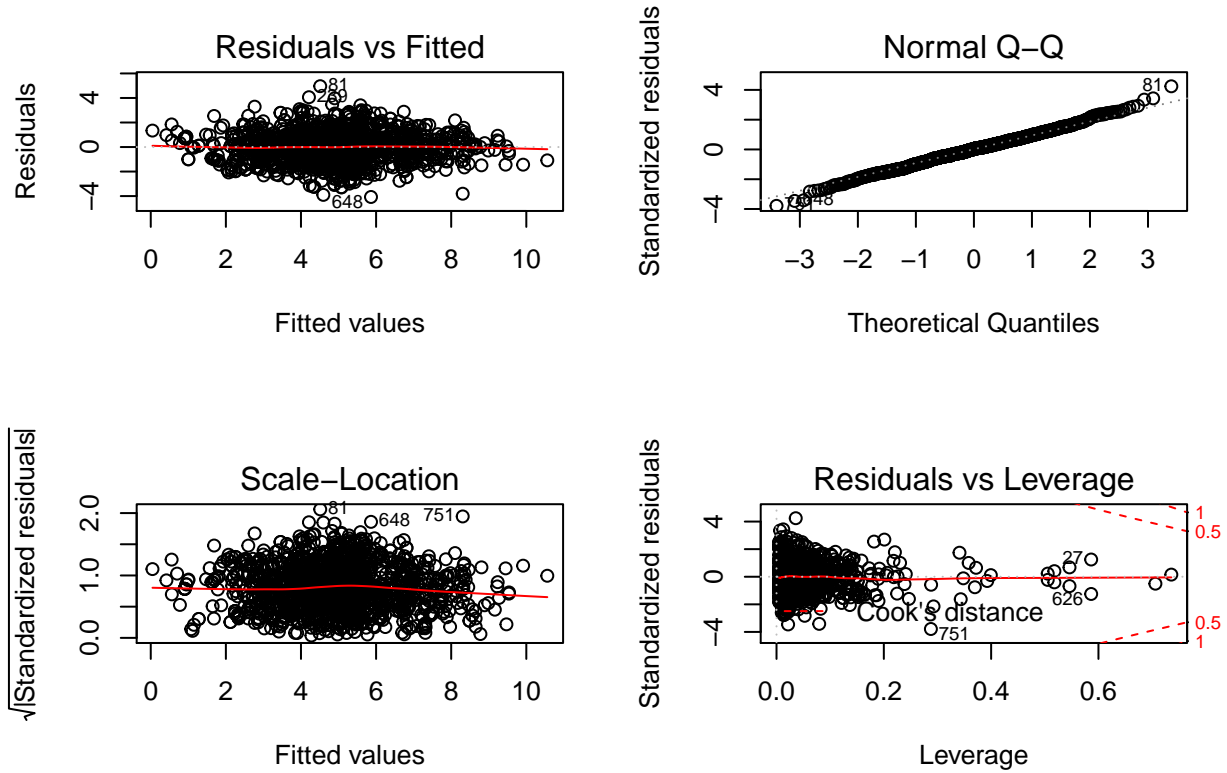 Residuals vs Fitted
Residuals
4
0
−4
81
239
648
0 2 4 6 8 10
Fitted values
Normal Q−Q
Standardized residuals
4
0
−4
81
648
−3 −2 −1 0 1 2 3
Theoretical Quantiles
Scale−Location
√|Standardized residuals|
2.0
1.0
0.0
81
648
751
0 2 4 6 8 10
Fitted values
Residuals vs Leverage
Standardized residuals
4
0
−4
27
626
751
Cook's distance
1
0.5
0.5
1
0.0 0.2 0.4 0.6
Leverage